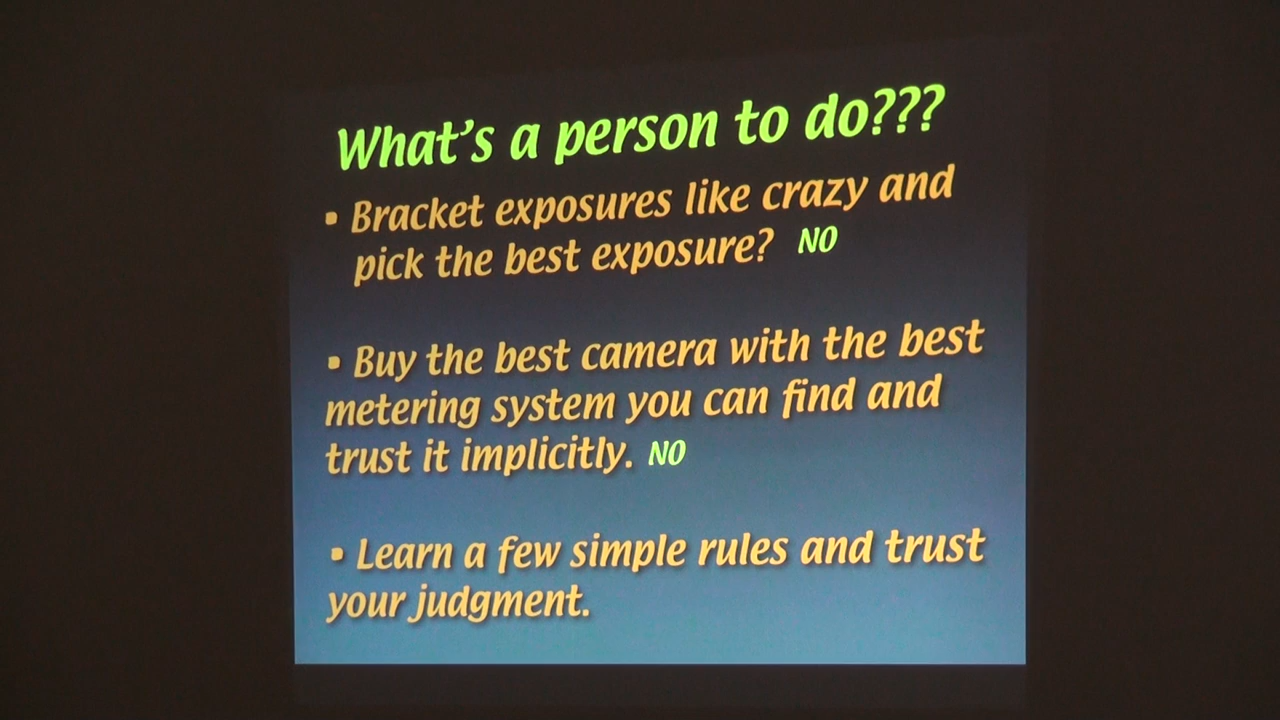 What's a person to do???
• Bracket exposures like crazy and
pick the best exposure? NO
• Buy the best camera with the best
metering system you can find and
trust it implicitly. NO
• Learn a few simple rules and trust
your judgment.